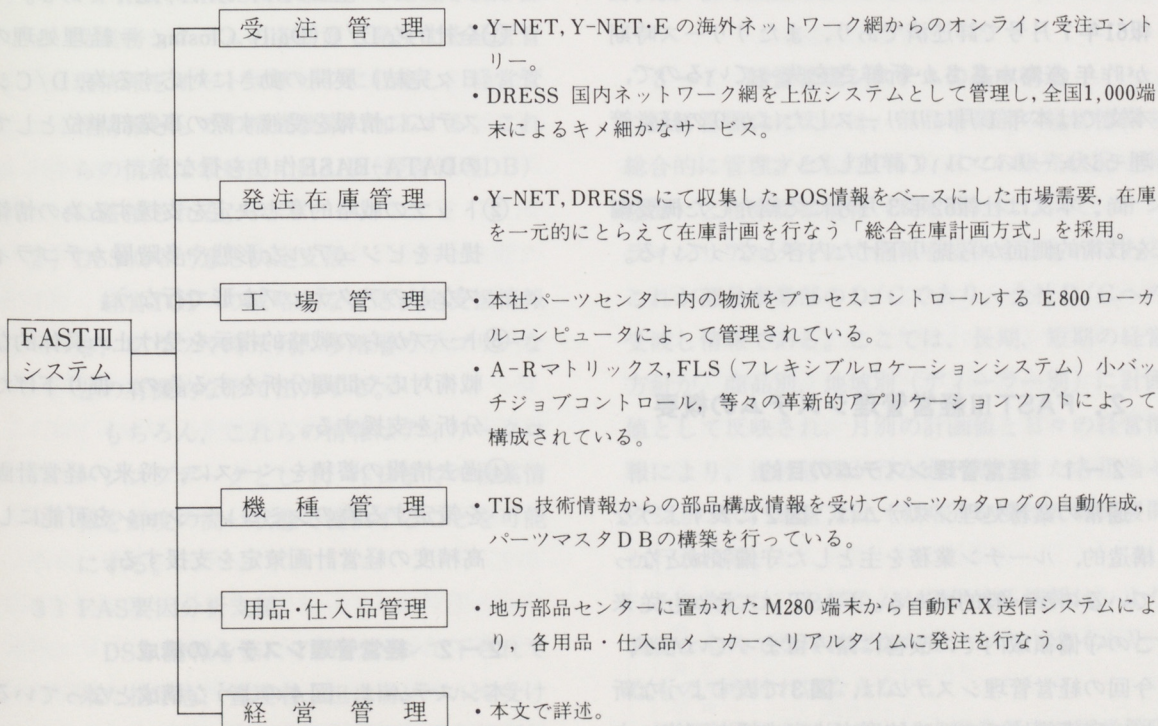 受注管理
・Y-NET, Y-NET・E の海外ネットワーク網からのオンライン受注エント
リー。
・DRESS 国内ネットワーク網を上位システムとして管理し, 全国1,000端
末によるキメ細かなサービス。
発注在庫管理
・Y-NET, DRESS にて収集した POS情報をベースにした市場需要, 在庫
を一元的にとらえて在庫計画を行なう「総合在庫計画方式」を採用。
工場管理
・本社パーツセンター内の物流をプロセスコントロールする E800 ローカ
ルコンピュータによって管理されている。
・A-Rマトリックス, FLS (フレキシブルロケーションシステム) 小バッ
チジョブコントロール, 等々の革新的アプリケーションソフトによって
構成されている。
FASTⅢ
システム
機種管理
・TIS 技術情報からの部品構成情報を受けてパーツカタログの自動作成,
パーツマスタDBの構築を行っている。
用品・仕入品管理
・地方部品センターに置かれたM280 端末から自動FAX送信システムによ
り, 各用品・仕入品メーカーへリアルタイムに発注を行なう。
経営管理
・本文で詳述。